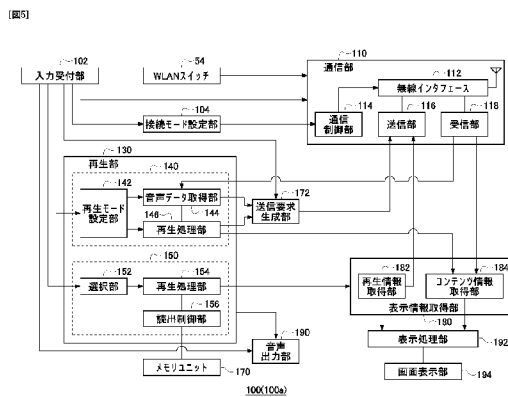 [図5]
102
入力受付部
54
WLANスイッチ
110
通信部
112
無線インタフェース
104
接続モード設定部
114
通信
制御部
116
送信部
118
受信部
130
再生部
140
142
再生モード
設定部
音声データ取得部
144
146
再生処理部
172
送信要求
生成部
150
152
選択部
154
再生処理部
156
読出制御部
182
再生情報
取得部
184
コンテンツ情報
取得部
表示情報取得部
180
190
音声
出力部
表示処理部
192
メモリユニット
170
画面表示部
194
100(100a)